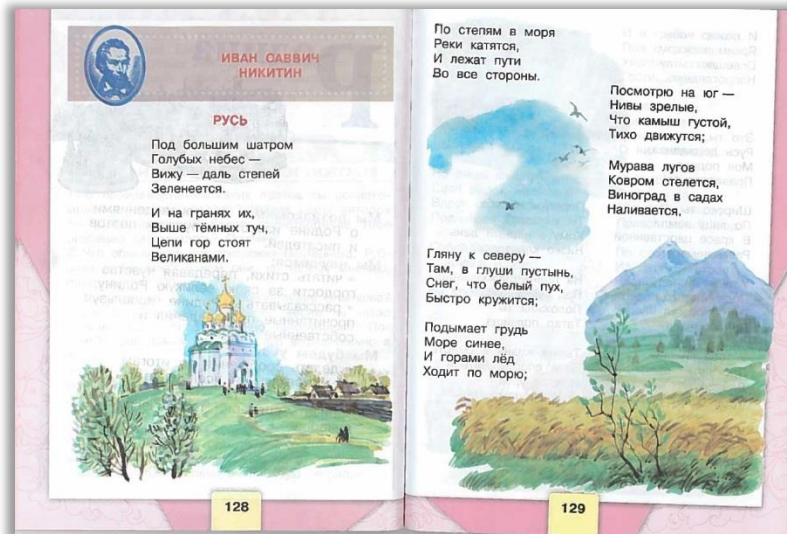 ИВАН САВВИЧ
НИКИТИН
РУСЬ
Под большим шатром
Голубых небес —
Вижу — даль степей
Зеленеется.
И на гранях их,
Выше тёмных туч,
Цепи гор стоят
Великанами.
128
По степям в моря
Реки катятся,
И лежат пути
Во все стороны.
Посмотрю на юг —
Нивы зрелые,
Что камыш густой,
Тихо движутся;
Мурава лугов
Ковром стелется,
Виноград в садах
Наливается.
Гляну к северу —
Там, в глуши пустынь,
Снег, что белый пух,
Быстро кружится;
Подымает грудь
Море синее,
И горами лёд
Ходит по морю;
129